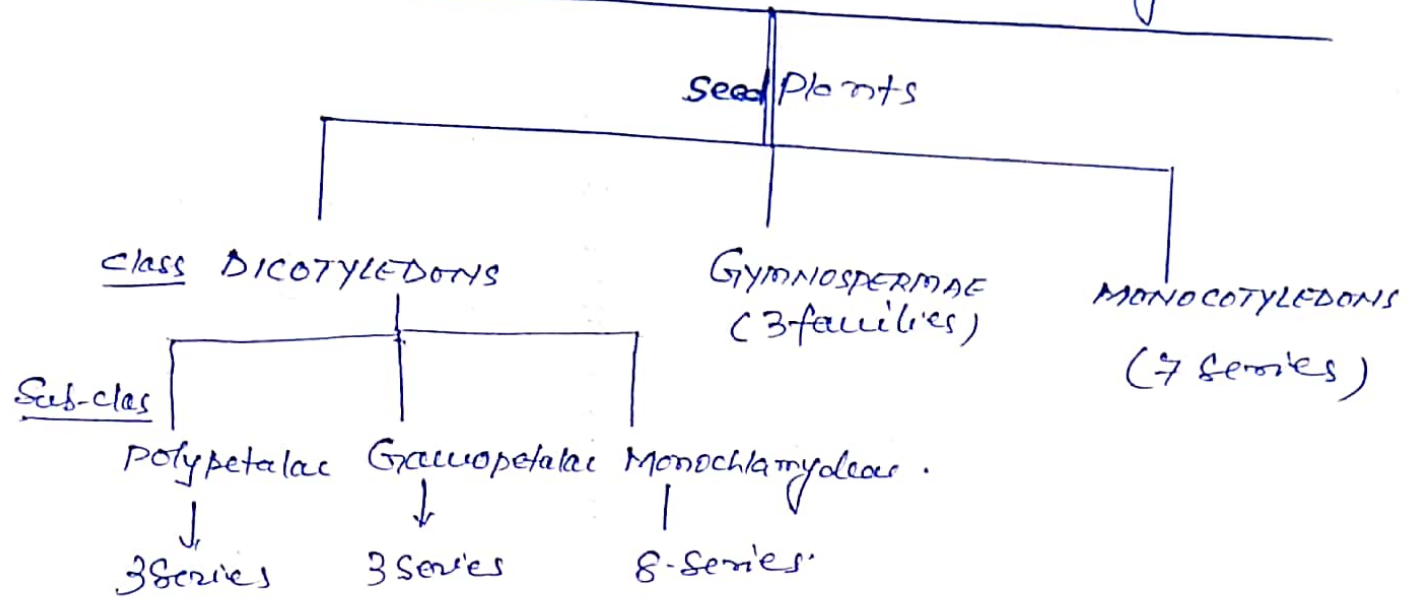 Seed Plants
Class DICOTYLEDONS
GYMNOSPERMAE
(3 families)
MONOCOTYLEDONS
(7 Series)
Sub-clas
Polypetalae Gamopetalae Monochlamydeae.
3 Series 3 Series 8-Series.